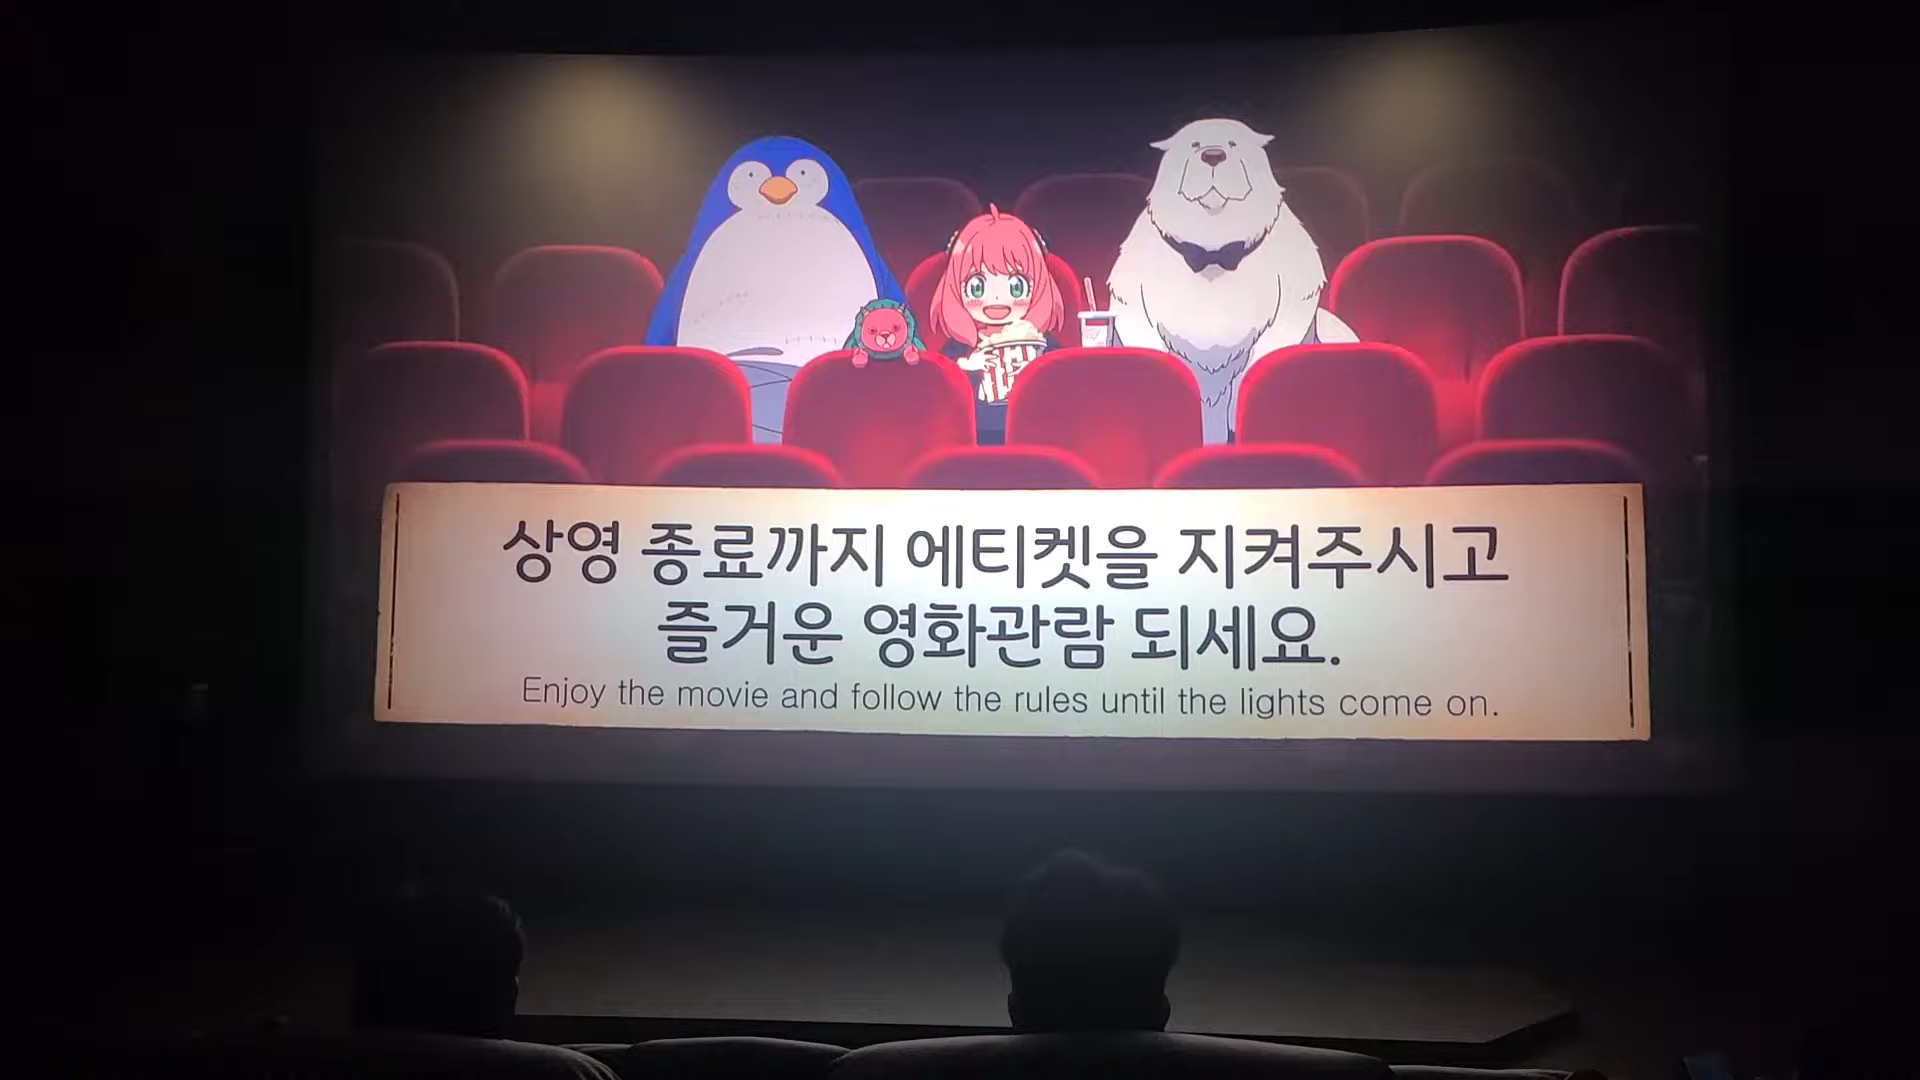 상영 종료까지 에티켓을 지켜주시고
즐거운 영화관람 되세요.
Enjoy the movie and follow the rules until the lights come on.